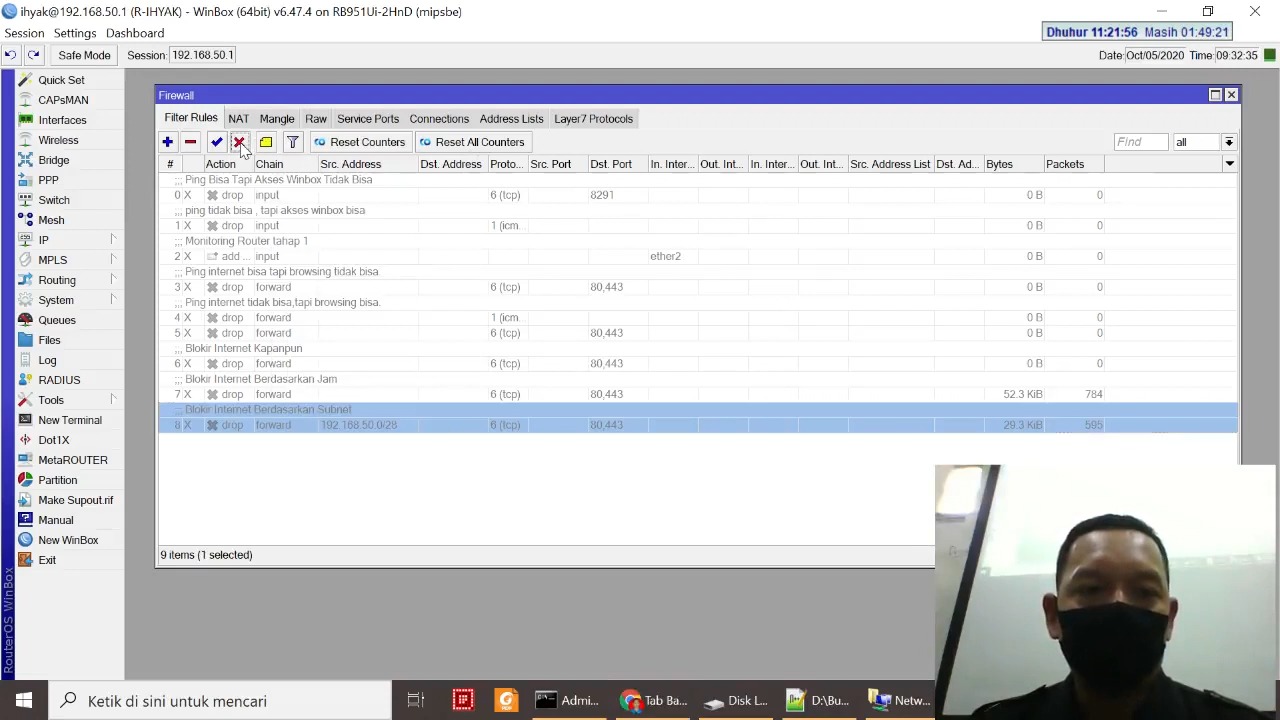 ihyak@192.168.50.1 (R-IHYAK) - WinBox (64bit) v6.47.4 on RB951Ui-2HnD (mipsbe)
Session Settings Dashboard
Dhuhur 11:21:56 Masih 01:49:21
Safe Mode Session: 192.168.50.1 Date: Oct/05/2020 Time: 09:32:35
Quick Set
CAPsMAN
Interfaces
Wireless
Bridge
PPP
Switch
Mesh
IP
MPLS
Routing
System
Queues
Files
Log
RADIUS
Tools
New Terminal
Dot1X
MetaROUTER
Partition
Make Supout.rif
Manual
New WinBox
Exit
RouterOS WinBox
Firewall
Filter Rules NAT Mangle Raw Service Ports Connections Address Lists Layer7 Protocols
Reset Counters Reset All Counters Find all
# Action Chain Src. Address Dst. Address Proto... Src. Port Dst. Port In. Inter... Out. Int... In. Inter... Out. Int... Src. Address List Dst. Ad... Bytes Packets
;;; Ping Bisa Tapi Akses Winbox Tidak Bisa
0 X drop input 6 (tcp) 8291 0 B 0
;;; ping tidak bisa , tapi akses winbox bisa
1 X drop input 1 (icm... 0 B 0
;;; Monitoring Router tahap 1
2 X add ... input ether2 0 B 0
;;; Ping internet bisa tapi browsing tidak bisa
3 X drop forward 6 (tcp) 80,443 0 B 0
;;; Ping internet tidak bisa,tapi browsing bisa.
4 X drop forward 1 (icm... 0 B 0
5 X drop forward 6 (tcp) 80,443 0 B 0
;;; Blokir Internet Kapanpun
6 X drop forward 6 (tcp) 80,443 0 B 0
;;; Blokir Internet Berdasarkan Jam
7 X drop forward 6 (tcp) 80,443 52.3 KiB 784
;;; Blokir Internet Berdasarkan Subnet
8 X drop forward 192.168.50.0/28 6 (tcp) 80,443 29.3 KiB 595
9 items (1 selected)
Ketik di sini untuk mencari Admi... Tab Ba... Disk L... D:\Bu... Netw...